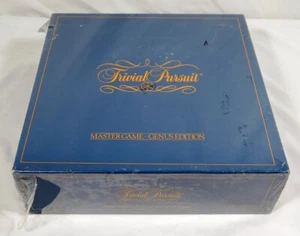 Trivial Pursuit
MASTER GAME - GENUS EDITION
Trivial Pursuit